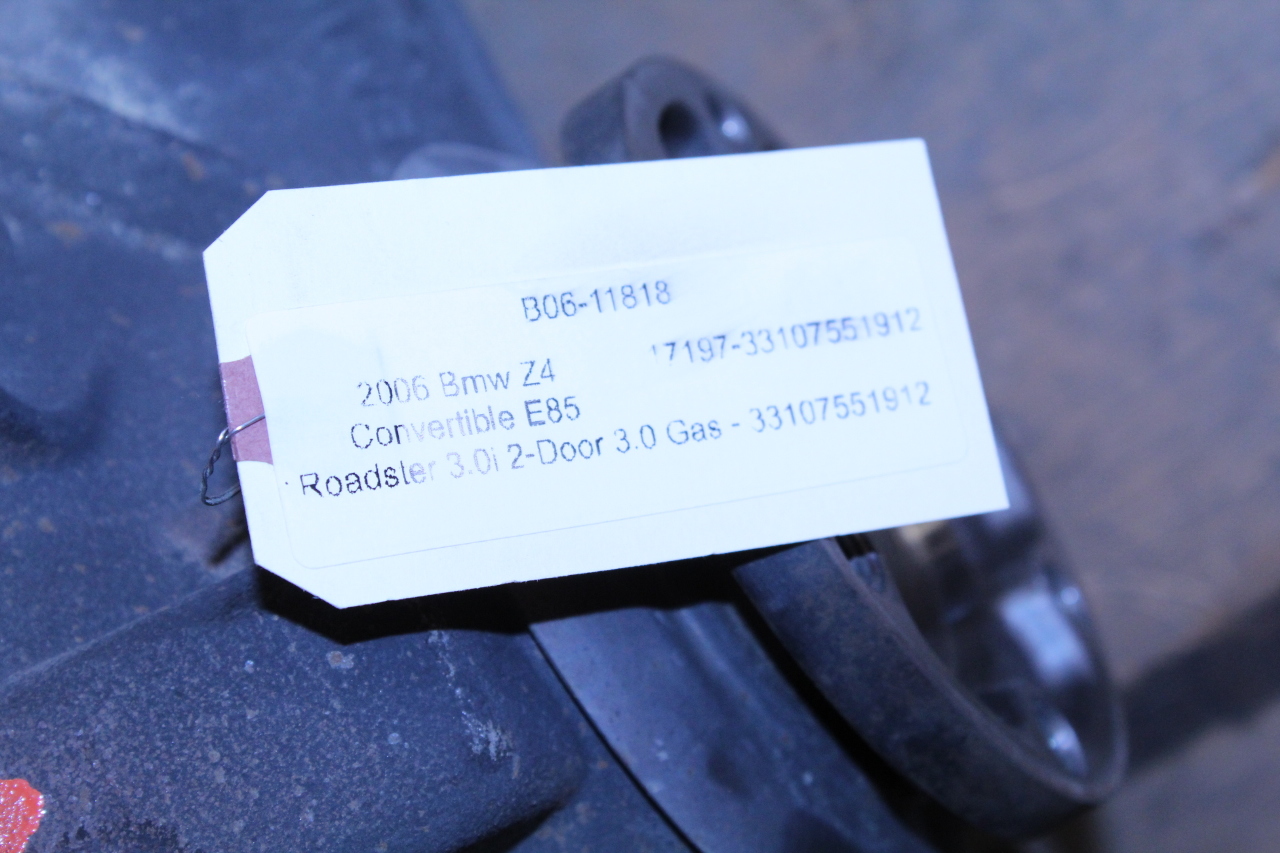 B06-11818
17197-33107551912
2006 Bmw Z4
Convertible E85
Roadster 3.0i 2-Door 3.0 Gas - 33107551912